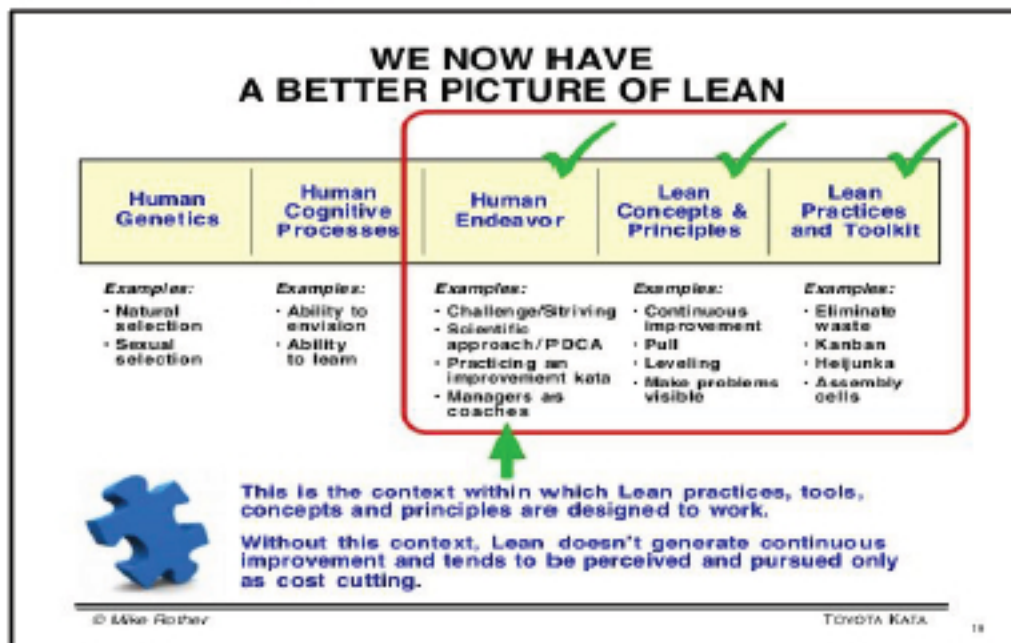 WE NOW HAVE
A BETTER PICTURE OF LEAN
Human
Genetics
Human
Cognitive
Processes
Human
Endeavor
Lean
Concepts &
Principles
Lean
Practices
and Toolkit
Examples:
• Natural
selection
• Sexual
selection
Examples:
• Ability to
envision
• Ability
to learn
Examples:
• Challenge/Striving
• Scientific
approach/PDCA
• Practicing an
improvement kata
• Managers as
coaches
Examples:
• Continuous
improvement
• Pull
• Leveling
• Make problems
visible
Examples:
• Eliminate
waste
• Kanban
• Heijunka
• Assembly
cells
This is the context within which Lean practices, tools,
concepts and principles are designed to work.
Without this context, Lean doesn't generate continuous
improvement and tends to be perceived and pursued only
as cost cutting.
© Mike Rother
TOYOTA KATA